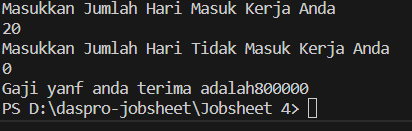 Masukkan Jumlah Hari Masuk Kerja Anda
20
Masukkan Jumlah Hari Tidak Masuk Kerja Anda
0
Gaji yanf anda terima adalah800000
PS D:\daspro-jobsheet\Jobsheet 4>